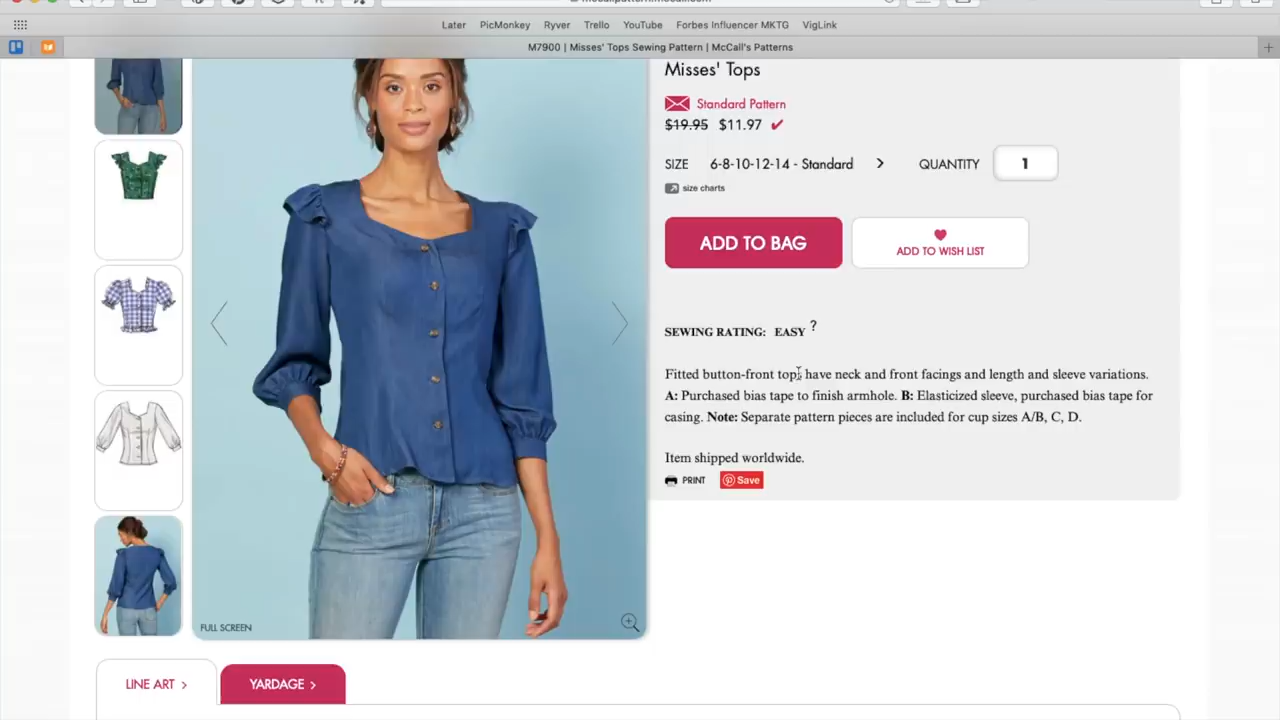 Later PicMonkey Ryver Trello YouTube Forbes Influencer MKTG VigLink
M7900 | Misses' Tops Sewing Pattern | McCall's Patterns
Misses' Tops
Standard Pattern
$19.95 $11.97
SIZE 6-8-10-12-14 - Standard > QUANTITY 1
size charts
ADD TO BAG
ADD TO WISH LIST
SEWING RATING: EASY ?
Fitted button-front tops have neck and front facings and length and sleeve variations.
A: Purchased bias tape to finish armhole. B: Elasticized sleeve, purchased bias tape for
casing. Note: Separate pattern pieces are included for cup sizes A/B, C, D.
Item shipped worldwide.
PRINT Save
FULL SCREEN
LINE ART > YARDAGE >